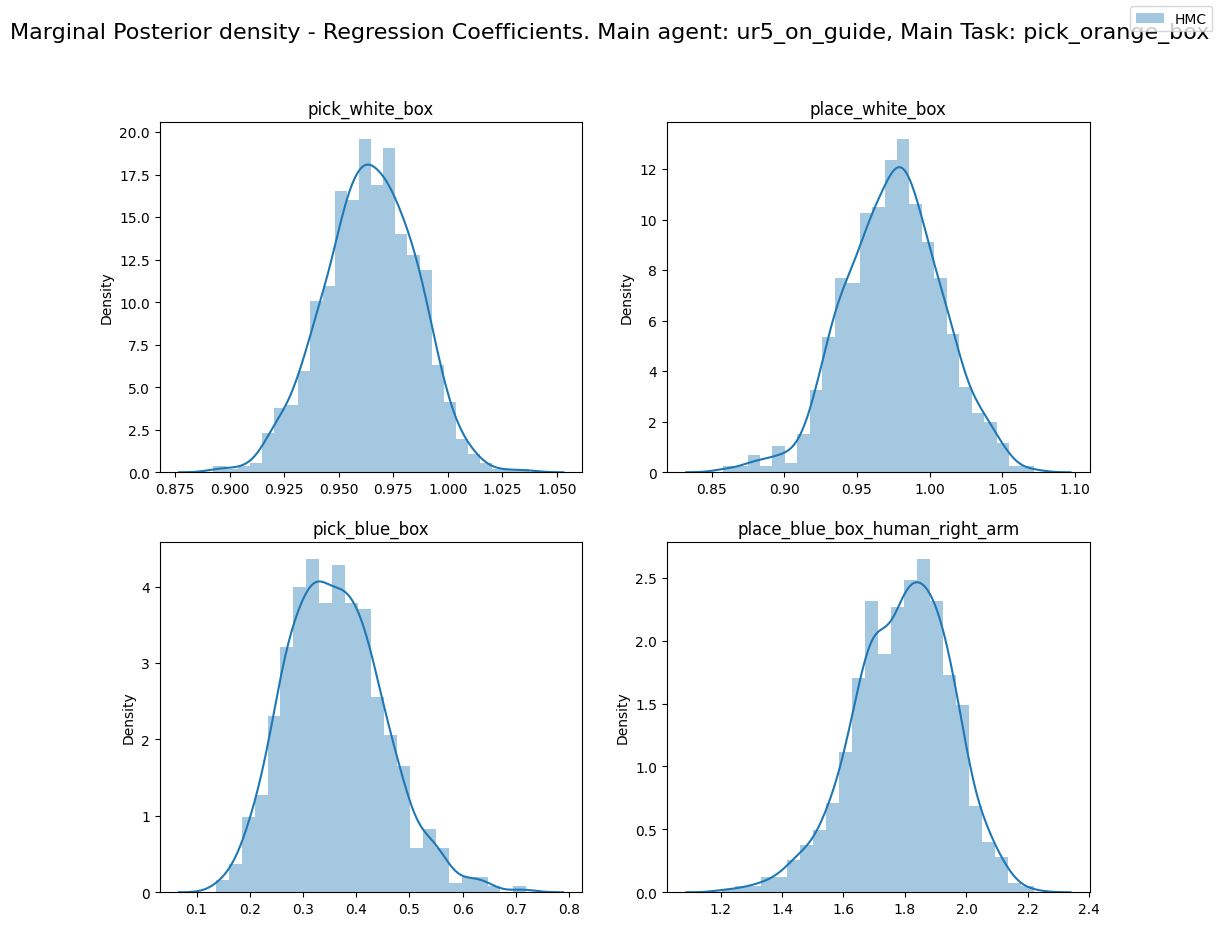 HMC
Marginal Posterior density - Regression Coefficients. Main agent: ur5_on_guide, Main Task: pick_orange_box
pick_white_box
place_white_box
20.0
17.5
15.0
12.5
10.0
7.5
5.0
2.5
0.0
Density
0.875 0.900 0.925 0.950 0.975 1.000 1.025 1.050
12
10
8
6
4
2
0
Density
0.85 0.90 0.95 1.00 1.05 1.10
pick_blue_box
place_blue_box_human_right_arm
4
3
2
1
0
Density
0.1 0.2 0.3 0.4 0.5 0.6 0.7 0.8
2.5
2.0
1.5
1.0
0.5
0.0
Density
1.2 1.4 1.6 1.8 2.0 2.2 2.4